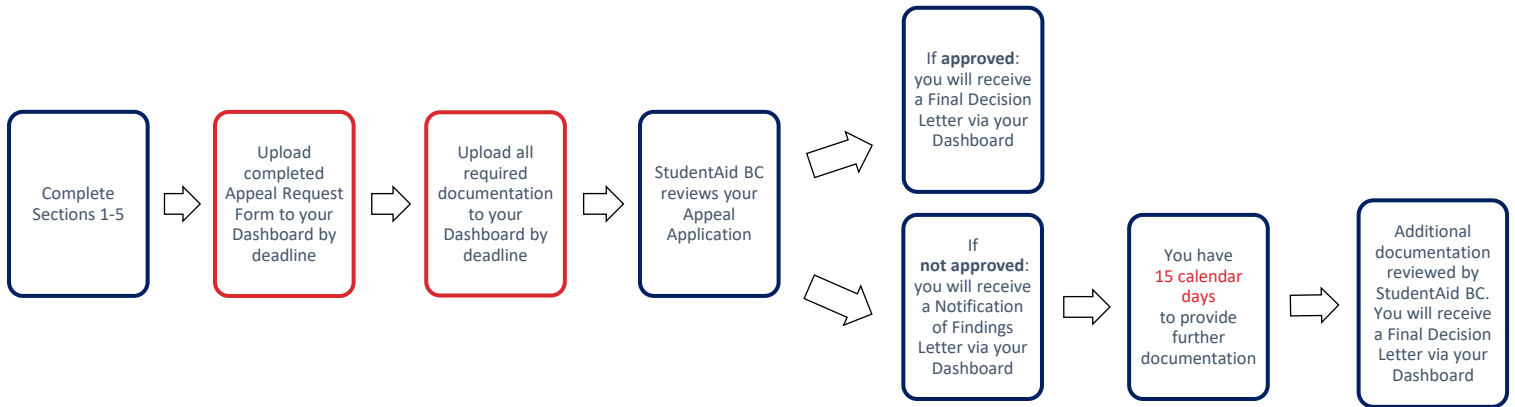 Complete
Sections 1-5
Upload
completed
Appeal Request
Form to your
Dashboard by
deadline
Upload all
required
documentation
to your
Dashboard by
deadline
StudentAid BC
reviews your
Appeal
Application
If approved:
you will receive
a Final Decision
Letter via your
Dashboard
If
not approved:
you will receive
a Notification
of Findings
Letter via your
Dashboard
You have
15 calendar
days
to provide
further
documentation
Additional
documentation
reviewed by
StudentAid BC.
You will receive
a Final Decision
Letter via your
Dashboard